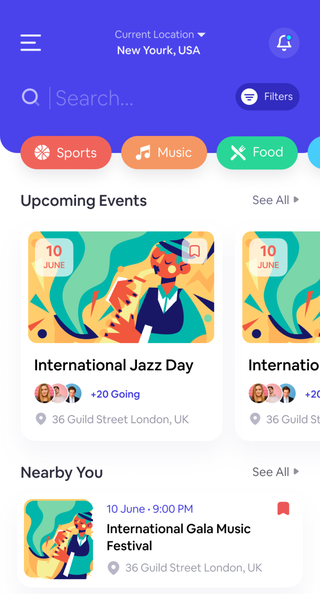 Current Location
New Yourk, USA
Search...
Filters
Sports
Music
Food
Upcoming Events
See All
10
JUNE
10
JUNE
International Jazz Day
Internatio
+20 Going
+20
36 Guild Street London, UK
36 Guild
Nearby You
See All
10 June • 9:00 PM
International Gala Music
Festival
36 Guild Street London, UK